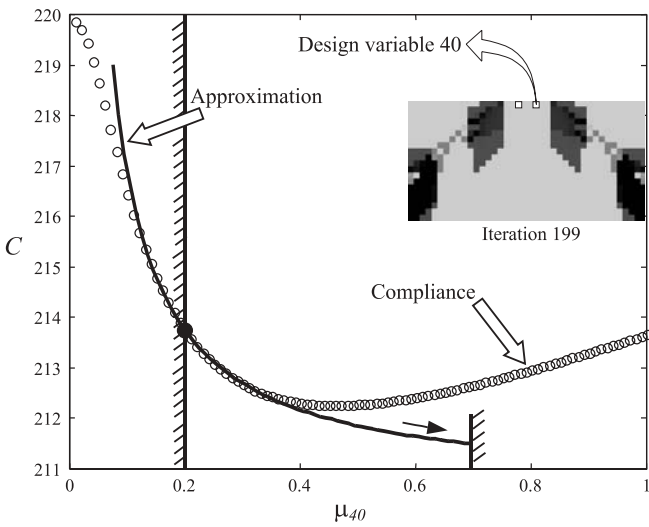 220
219
218
217
216
215
214
213
212
211
C
0
0.2
0.4
0.6
0.8
1
μ40
Design variable 40
Approximation
Iteration 199
Compliance